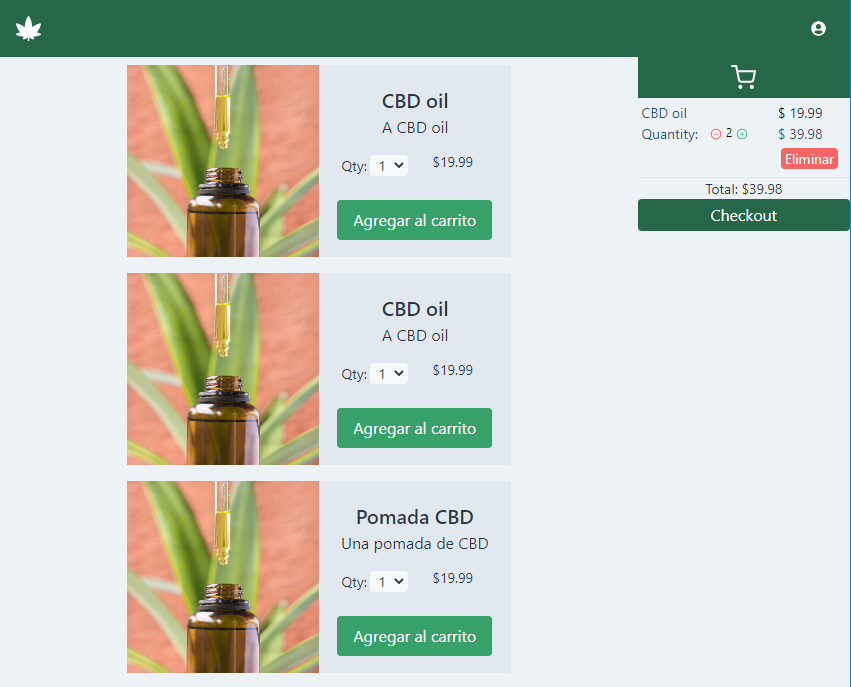 CBD oil
A CBD oil
Qty: 1 $19.99
Agregar al carrito
CBD oil
A CBD oil
Qty: 1 $19.99
Agregar al carrito
Pomada CBD
Una pomada de CBD
Qty: 1 $19.99
Agregar al carrito
CBD oil $ 19.99
Quantity: 2 $ 39.98
Eliminar
Total: $39.98
Checkout